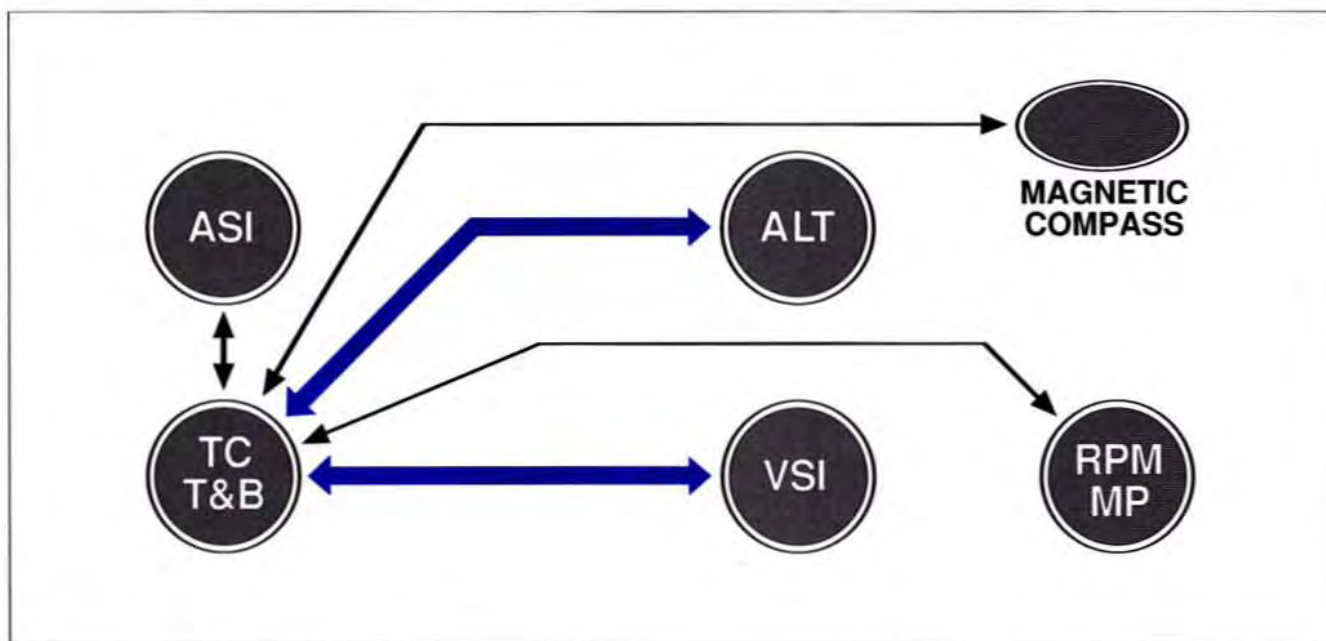 MAGNETIC
COMPASS
ASI
ALT
TC
T&B
VSI
RPM
MP